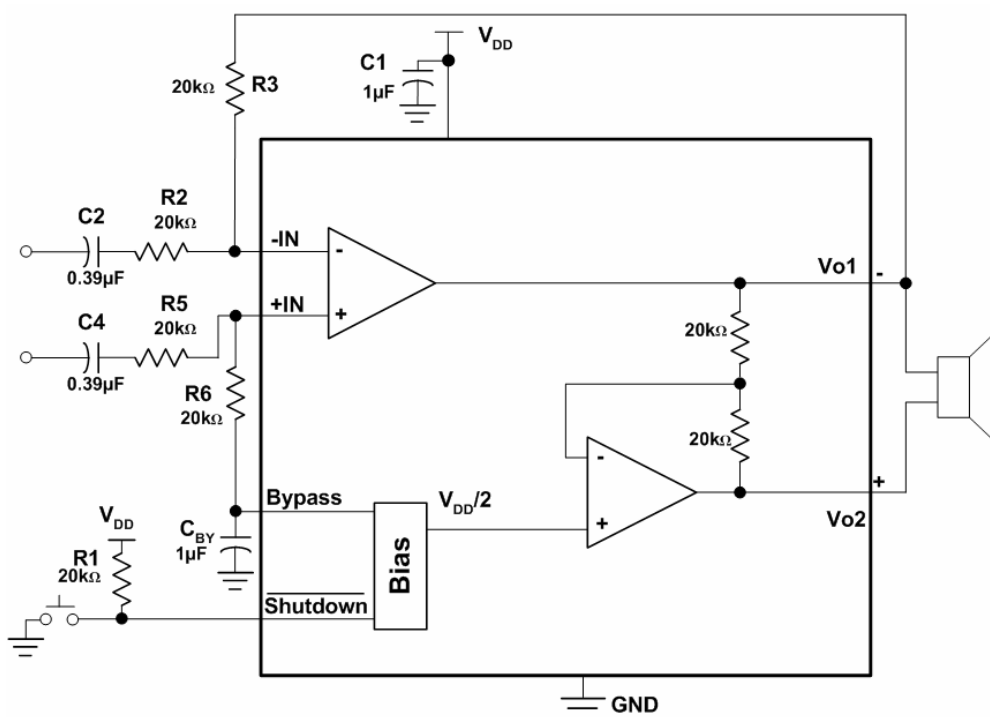 V_DD
C1
1µF
20kΩ
R3
C2
0.39µF
R2
20kΩ
-IN
-
Vo1
-
C4
0.39µF
R5
20kΩ
+IN
+
20kΩ
R6
20kΩ
20kΩ
-
+
V_DD/2
+
Vo2
Bypass
C_BY
1µF
Bias
V_DD
R1
20kΩ
Shutdown
GND